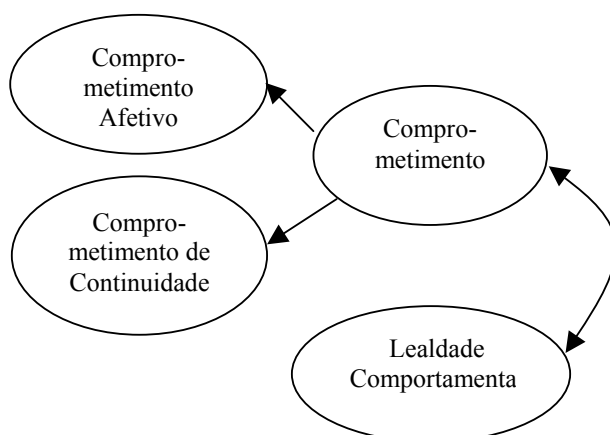 Compro-
metimento
Afetivo
Compro-
metimento
Compro-
metimento de
Continuidade
Lealdade
Comportamenta